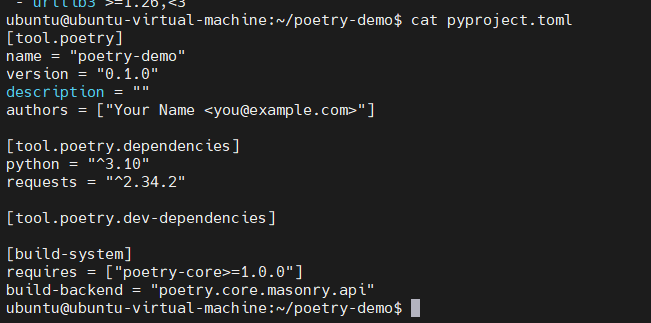 - urllib3 >=1.26,<3
ubuntu@ubuntu-virtual-machine:~/poetry-demo$ cat pyproject.toml
[tool.poetry]
name = "poetry-demo"
version = "0.1.0"
description = ""
authors = ["Your Name <you@example.com>"]
[tool.poetry.dependencies]
python = "^3.10"
requests = "^2.34.2"
[tool.poetry.dev-dependencies]
[build-system]
requires = ["poetry-core>=1.0.0"]
build-backend = "poetry.core.masonry.api"
ubuntu@ubuntu-virtual-machine:~/poetry-demo$